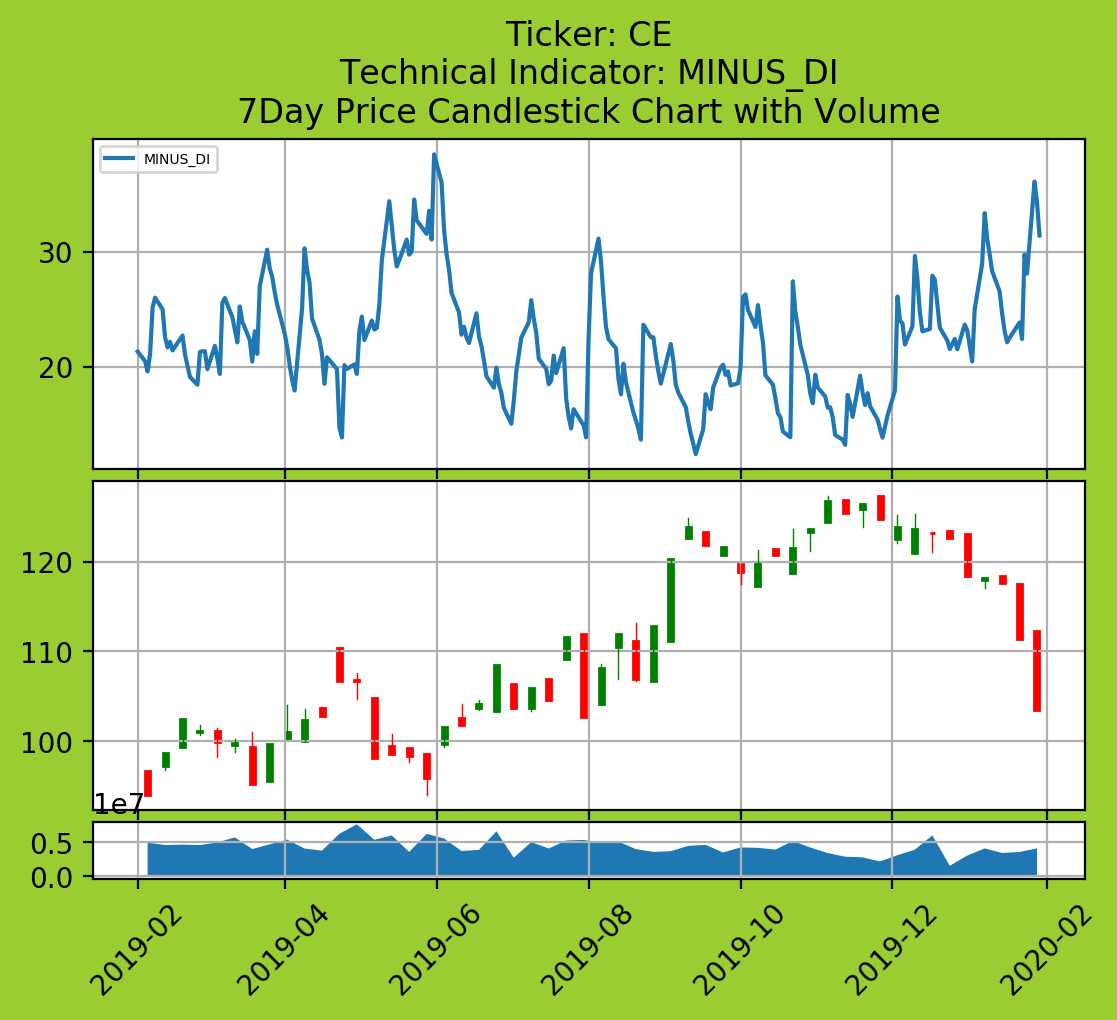 Ticker: CE
Technical Indicator: MINUS_DI
7Day Price Candlestick Chart with Volume
MINUS_DI
30
20
120
110
100
1e7
0.5
0.0
2019-02
2019-04
2019-06
2019-08
2019-10
2019-12
2020-02